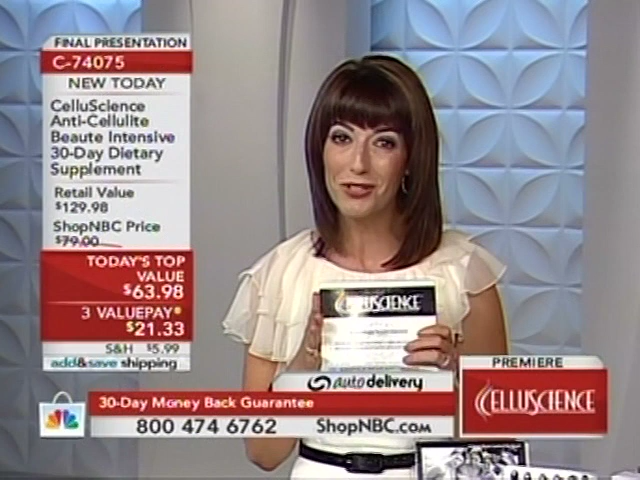 FINAL PRESENTATION
C-74075
NEW TODAY
CelluScience
Anti-Cellulite
Beaute Intensive
30-Day Dietary
Supplement
Retail Value
$129.98
ShopNBC Price
$79.00
TODAY'S TOP
VALUE
$63.98
3 VALUEPAY
$21.33
S&H $5.99
add&save shipping
CELLUSCIENCE
auto delivery
30-Day Money Back Guarantee
800 474 6762 ShopNBC.com
PREMIERE
CELLUSCIENCE